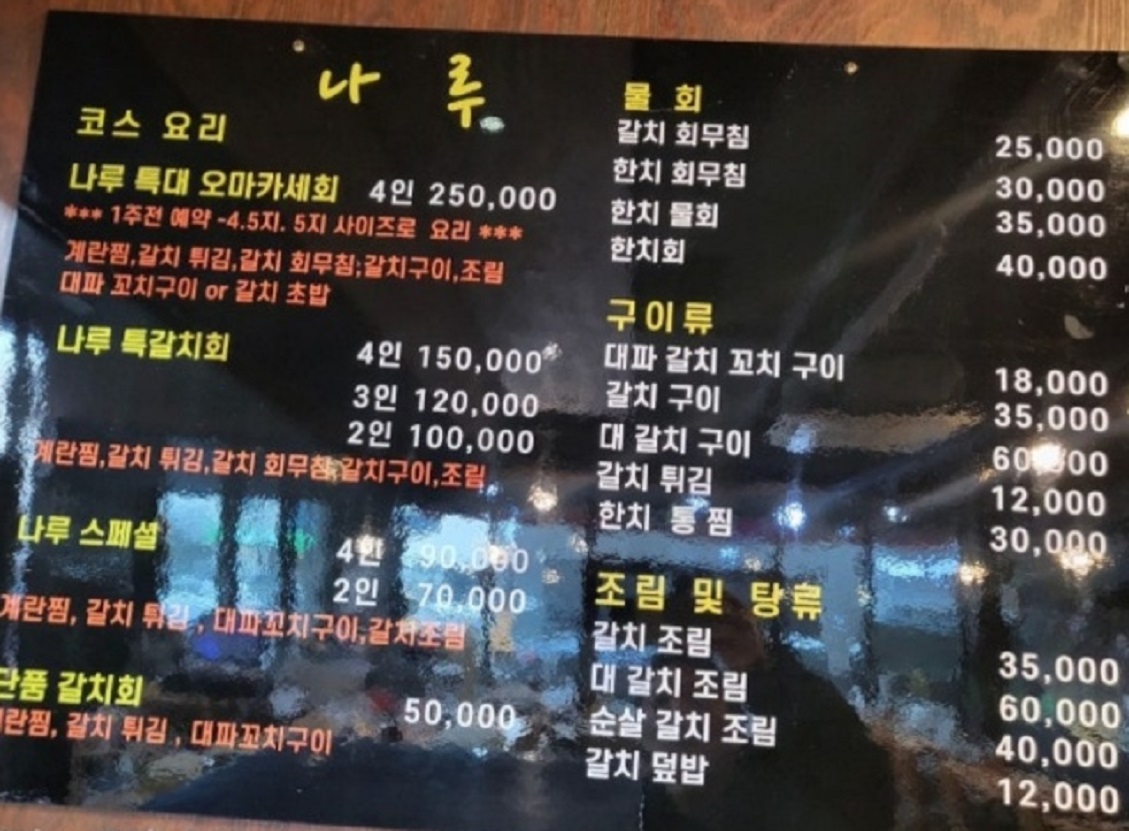 나 루
코스 요리
나루 특대 오마카세회 4인 250,000
*** 1주전 예약 -4.5지. 5지 사이즈로 요리 ***
계란찜,갈치 튀김,갈치 회무침;갈치구이,조림
대파 꼬치구이 or 갈치 초밥
나루 특갈치회 4인 150,000
3인 120,000
2인 100,000
계란찜,갈치 튀김,갈치 회무침,갈치구이,조림
나루 스페셜 4인 90,000
2인 70,000
계란찜, 갈치 튀김 , 대파꼬치구이,갈치조림
단품 갈치회 50,000
란찜, 갈치 튀김 , 대파꼬치구이
물 회
갈치 회무침 25,000
한치 회무침 30,000
한치 물회 35,000
한치회 40,000
구이류
대파 갈치 꼬치 구이 18,000
갈치 구이 35,000
대 갈치 구이
갈치 튀김 12,000
한치 통 찜 30,000
조림 및 탕류
갈치 조림 35,000
대 갈치 조림 60,000
순살 갈치 조림 40,000
갈치 덮밥 12,000